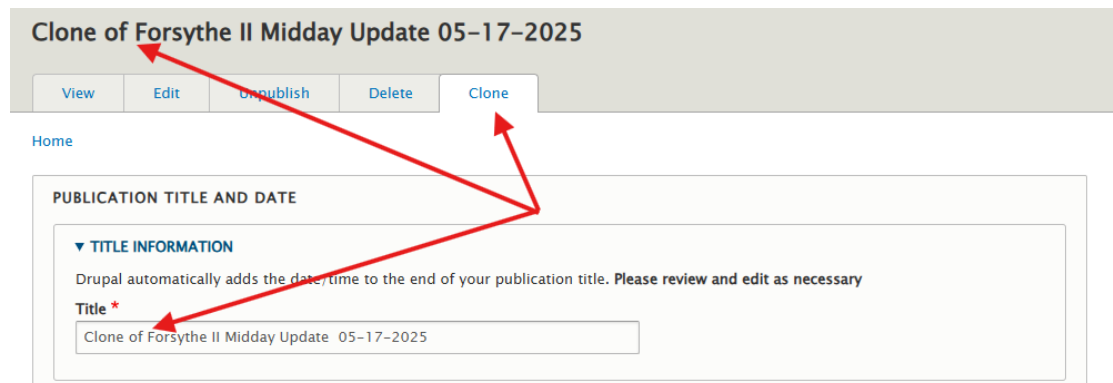 Clone of Forsythe II Midday Update 05-17-2025
View Edit Unpublish Delete Clone
Home
PUBLICATION TITLE AND DATE
▼ TITLE INFORMATION
Drupal automatically adds the date/time to the end of your publication title. Please review and edit as necessary
Title *
Clone of Forsythe II Midday Update  05-17-2025